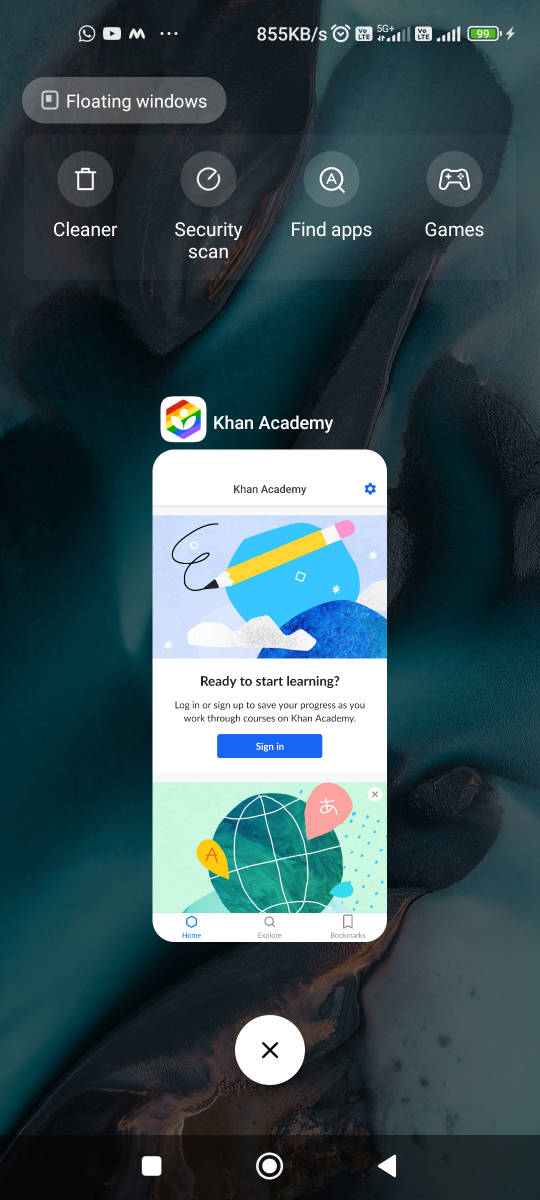 855KB/s Vo LTE 5G+ Vo LTE 99
Floating windows
Cleaner
Security scan
Find apps
Games
Khan Academy
Khan Academy
Ready to start learning?
Log in or sign up to save your progress as you
work through courses on Khan Academy.
Sign in
あ
A
Home
Explore
Bookmarks